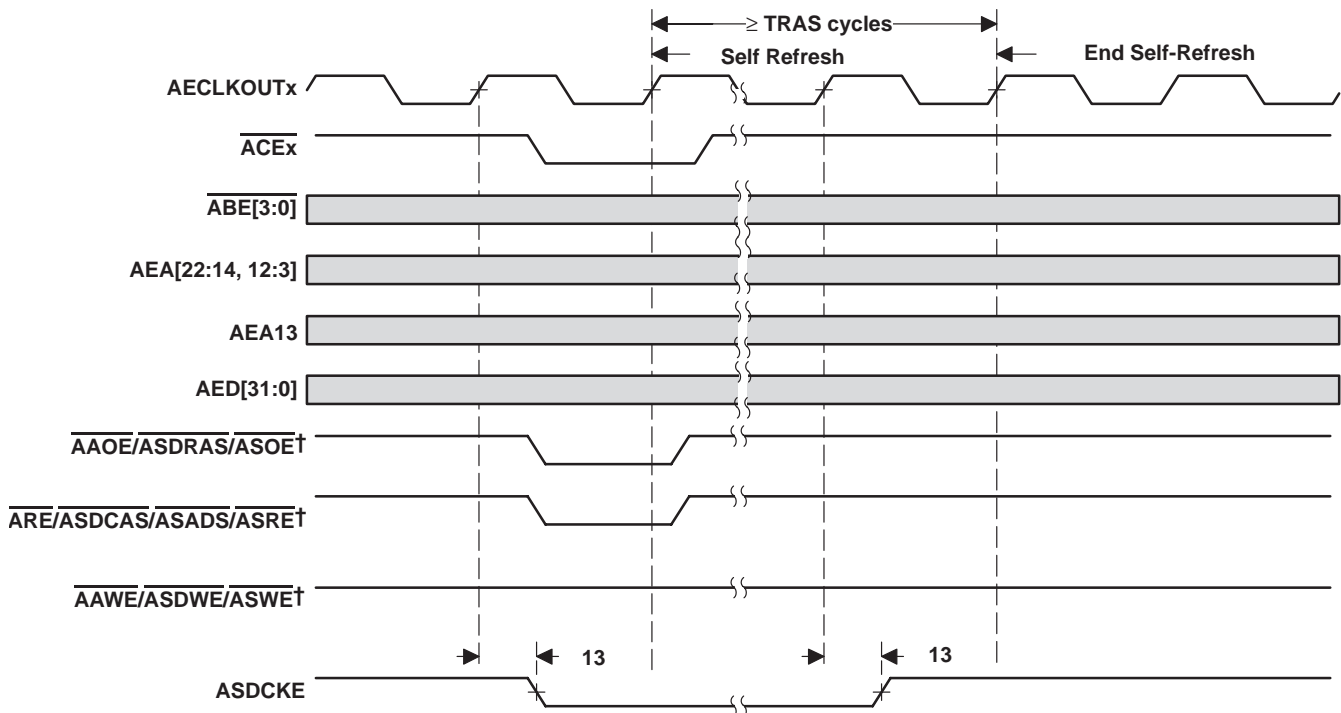 ≥ TRAS cycles
Self Refresh
End Self-Refresh
AECLKOUTx
ACEx
ABE[3:0]
AEA[22:14, 12:3]
AEA13
AED[31:0]
AAOE/ASDRAS/ASOE†
ARE/ASDCAS/ASADS/ASRE†
AAWE/ASDWE/ASWE†
13
13
ASDCKE